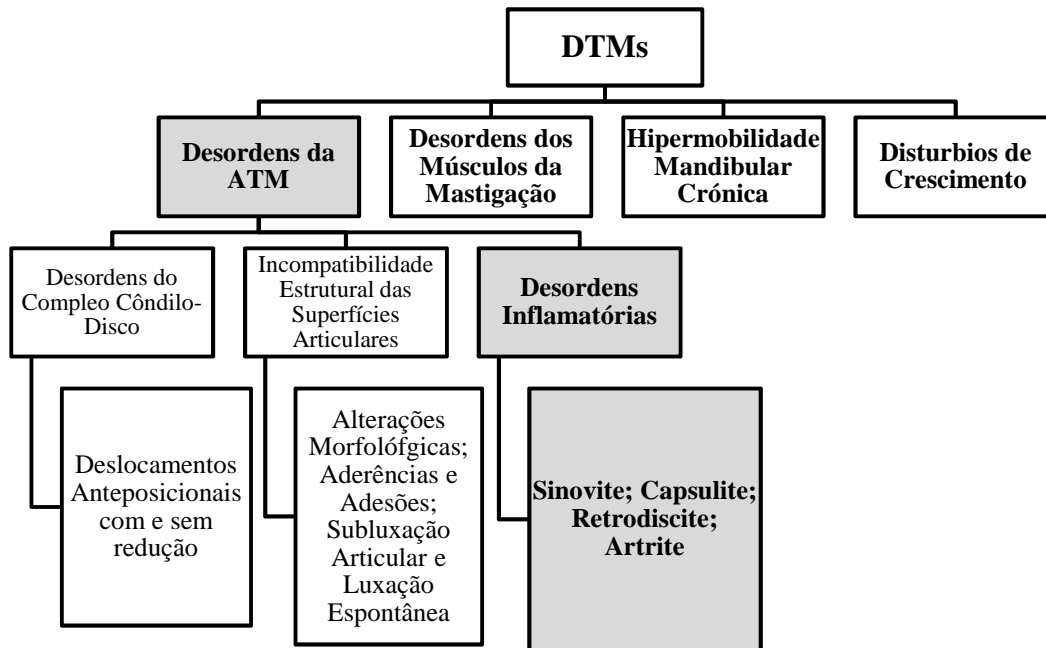 DTMs
Desordens da
ATM
Desordens dos
Músculos da
Mastigação
Hipermobilidade
Mandibular
Crónica
Disturbios de
Crescimento
Desordens do
Compleo Côndilo-
Disco
Incompatibilidade
Estrutural das
Superfícies
Articulares
Desordens
Inflamatórias
Deslocamentos
Anteposicionais
com e sem
redução
Alterações
Morfolófgicas;
Aderências e
Adesões;
Subluxação
Articular e
Luxação
Espontânea
Sinovite; Capsulite;
Retrodiscite;
Artrite